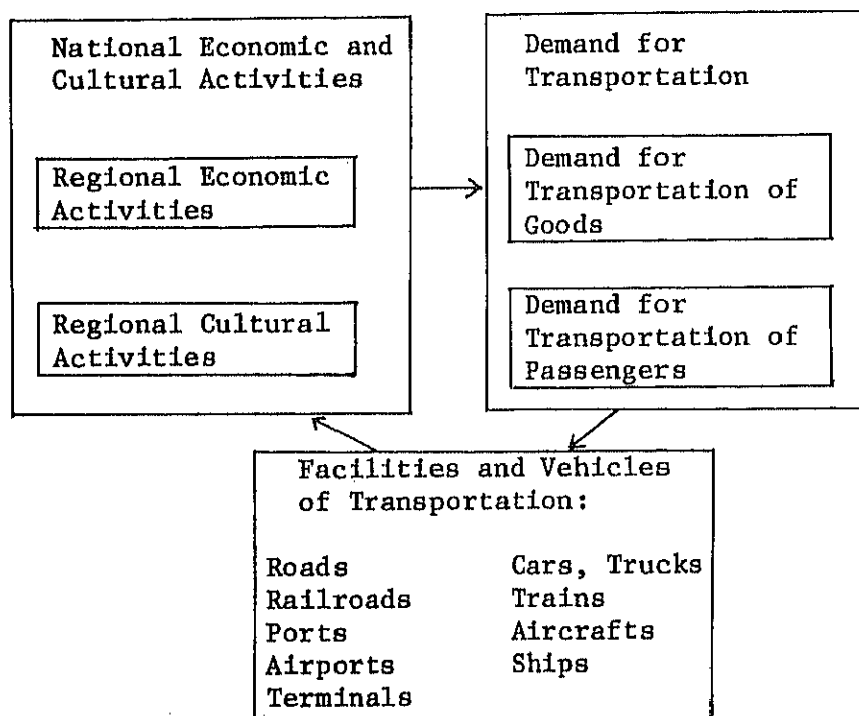 National Economic and
Cultural Activities
Regional Economic
Activities
Regional Cultural
Activities
Demand for
Transportation
Demand for
Transportation of
Goods
Demand for
Transportation of
Passengers
Facilities and Vehicles
of Transportation:
Roads
Railroads
Ports
Airports
Terminals
Cars, Trucks
Trains
Aircrafts
Ships